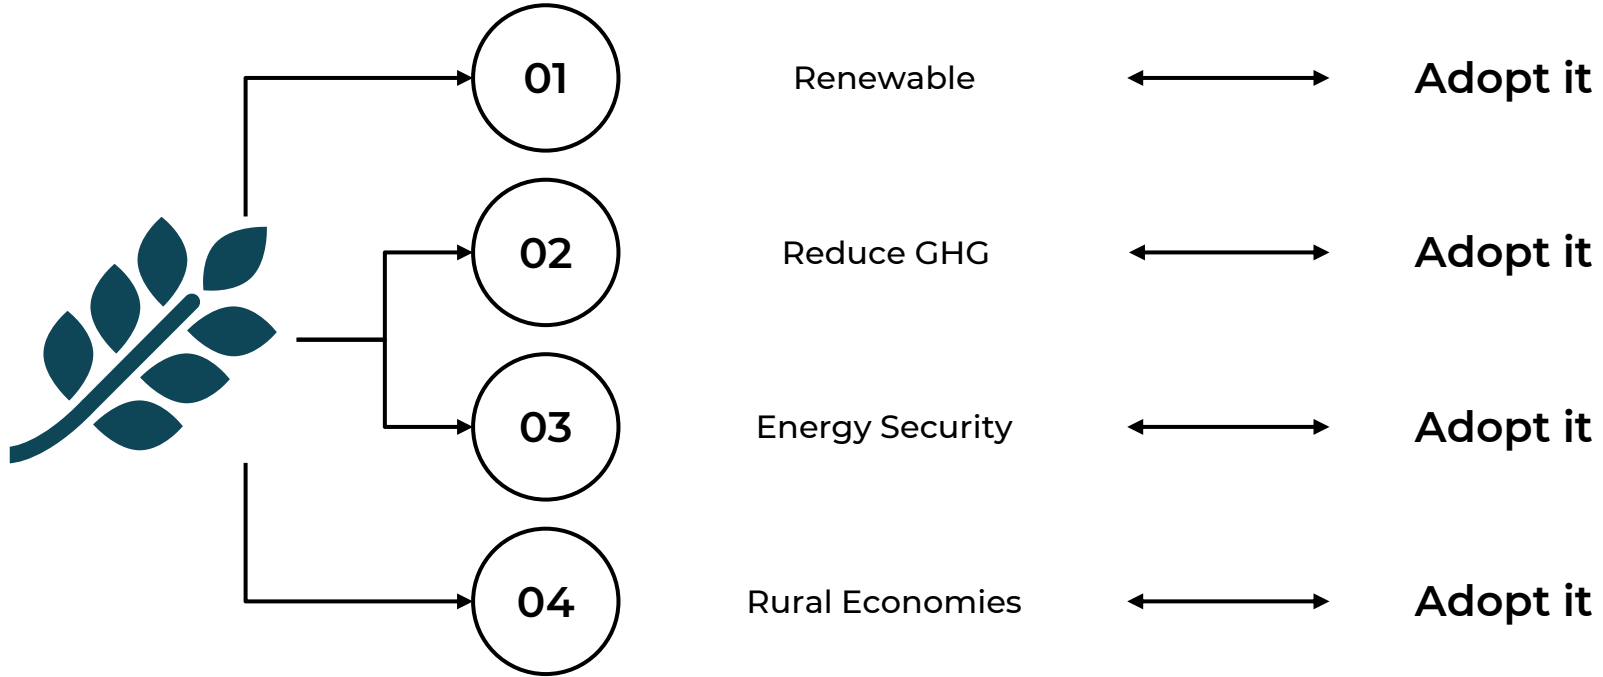 01 Renewable Adopt it
02 Reduce GHG Adopt it
03 Energy Security Adopt it
04 Rural Economies Adopt it